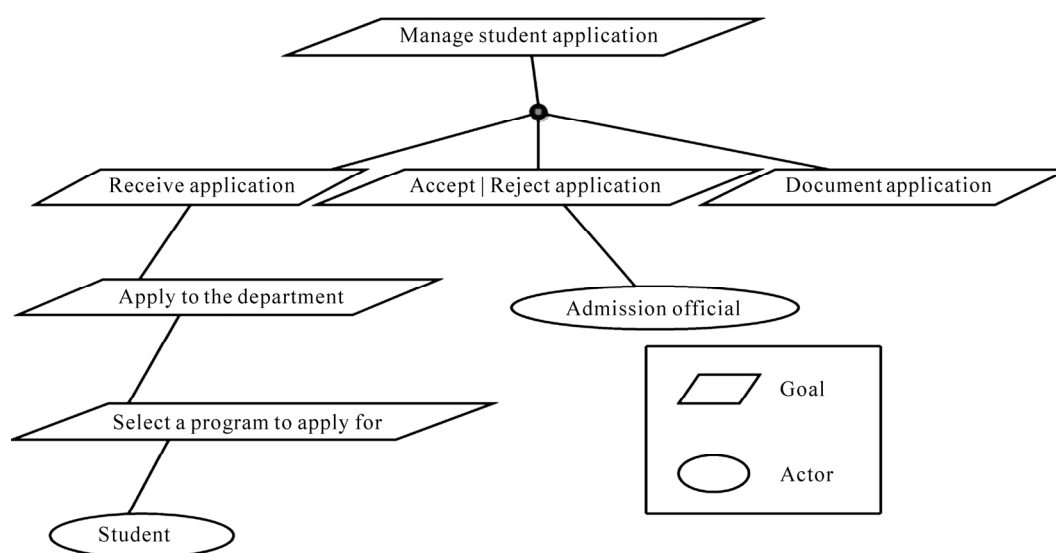 Manage student application
Receive application
Accept | Reject application
Document application
Apply to the department
Admission official
Select a program to apply for
Goal
Actor
Student